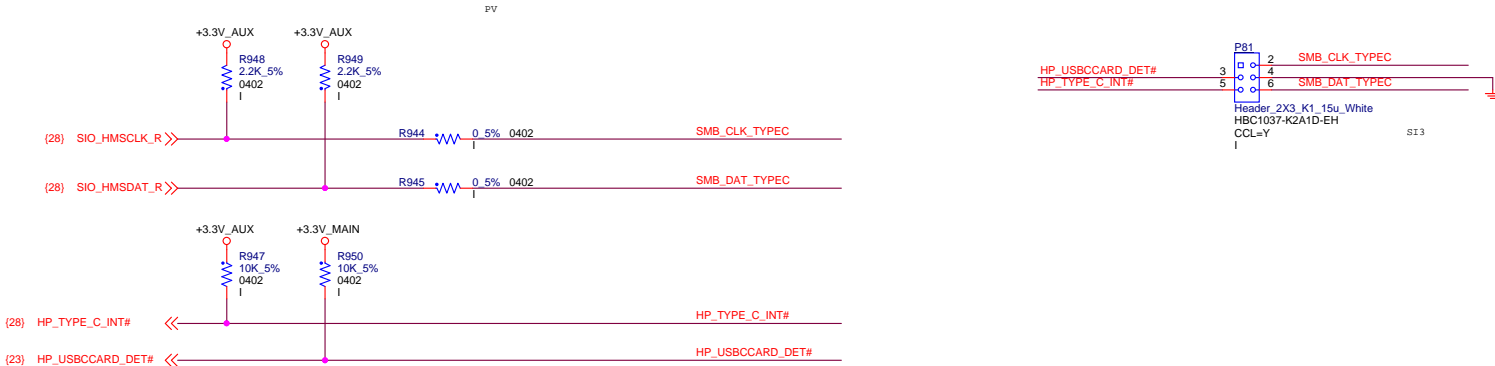 PV
+3.3V_AUX
+3.3V_AUX
R948
2.2K_5%
0402
I
R949
2.2K_5%
0402
I
{28} SIO_HMSCLK_R
R944
0_5% 0402
I
SMB_CLK_TYPEC
{28} SIO_HMSDAT_R
R945
0_5% 0402
I
SMB_DAT_TYPEC
+3.3V_AUX
+3.3V_MAIN
R947
10K_5%
0402
I
R950
10K_5%
0402
I
{28} HP_TYPE_C_INT#
HP_TYPE_C_INT#
{23} HP_USBCCARD_DET#
HP_USBCCARD_DET#
P81
2 SMB_CLK_TYPEC
HP_USBCCARD_DET# 3
4
HP_TYPE_C_INT# 5
6 SMB_DAT_TYPEC
Header_2X3_K1_15u_White
HBC1037-K2A1D-EH
CCL=Y
I
SI3